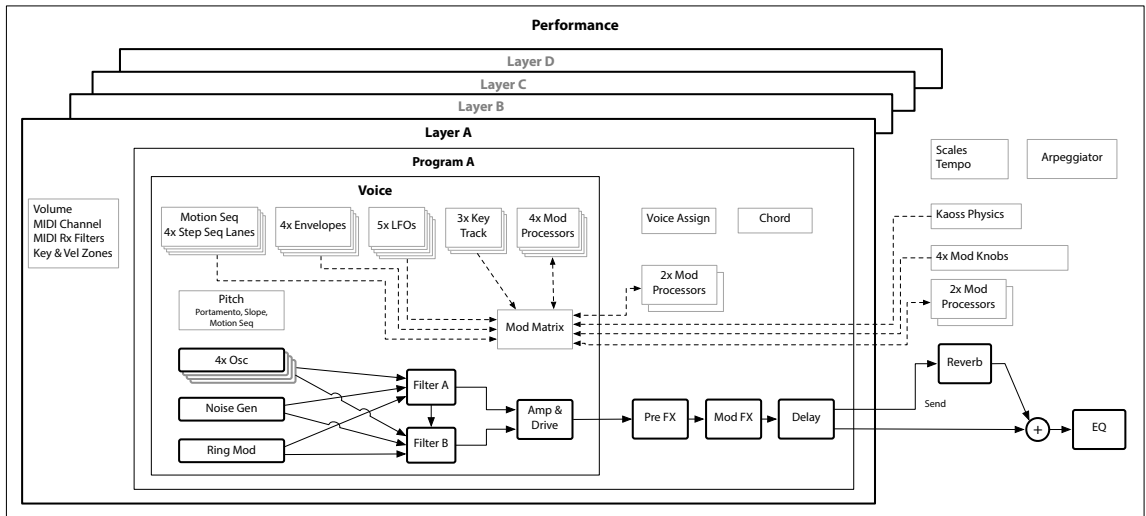 Performance
Layer D
Layer C
Layer B
Layer A
Program A
Voice
Volume
MIDI Channel
MIDI Rx Filters
Key & Vel Zones
Motion Seq
4x Step Seq Lanes
4x Envelopes
5x LFOs
3x Key
Track
4x Mod
Processors
Voice Assign
Chord
Scales
Tempo
Arpeggiator
Kaoss Physics
4x Mod Knobs
2x Mod
Processors
2x Mod
Processors
Pitch
Portamento, Slope,
Motion Seq
Mod Matrix
4x Osc
Noise Gen
Ring Mod
Filter A
Filter B
Amp &
Drive
Pre FX
Mod FX
Delay
Send
Reverb
+
EQ